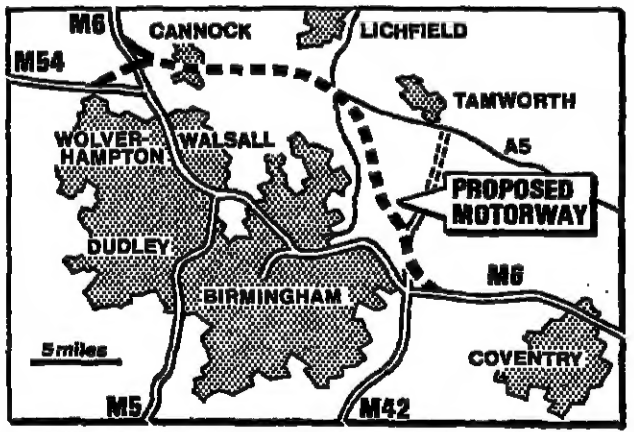 M6
CANNOCK
LICHFIELD
M54
TAMWORTH
WOLVER-
HAMPTON
WALSALL
A5
PROPOSED
MOTORWAY
DUDLEY
BIRMINGHAM
M6
5 miles
COVENTRY
M5
M42